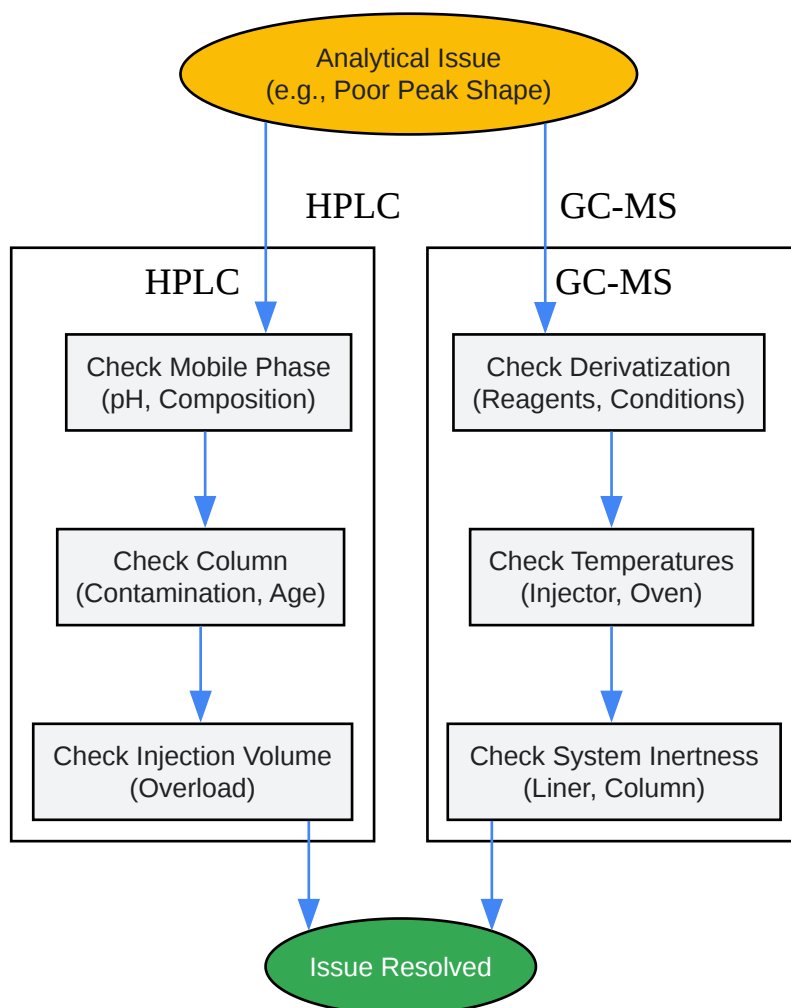 Analytical Issue
(e.g., Poor Peak Shape)
HPLC
GC-MS
HPLC
Check Mobile Phase
(pH, Composition)
Check Column
(Contamination, Age)
Check Injection Volume
(Overload)
GC-MS
Check Derivatization
(Reagents, Conditions)
Check Temperatures
(Injector, Oven)
Check System Inertness
(Liner, Column)
Issue Resolved